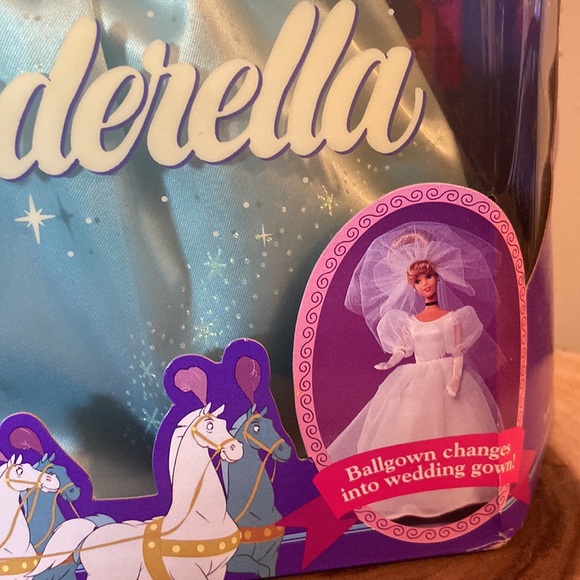 derella
Ballgown changes
into wedding gown!